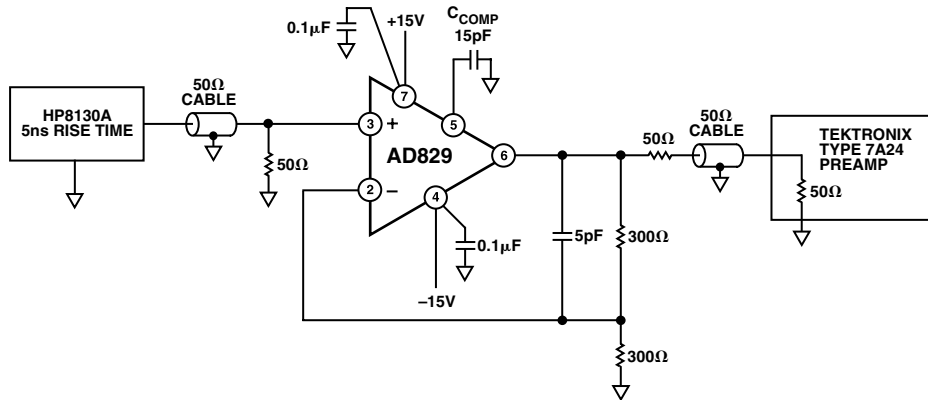 0.1µF
+15V
CCOMP
15pF
50Ω
CABLE
HP8130A
5ns RISE TIME
50Ω
3
+
7
5
AD829
6
2
–
4
0.1µF
–15V
5pF
300Ω
300Ω
50Ω
50Ω
CABLE
TEKTRONIX
TYPE 7A24
PREAMP
50Ω